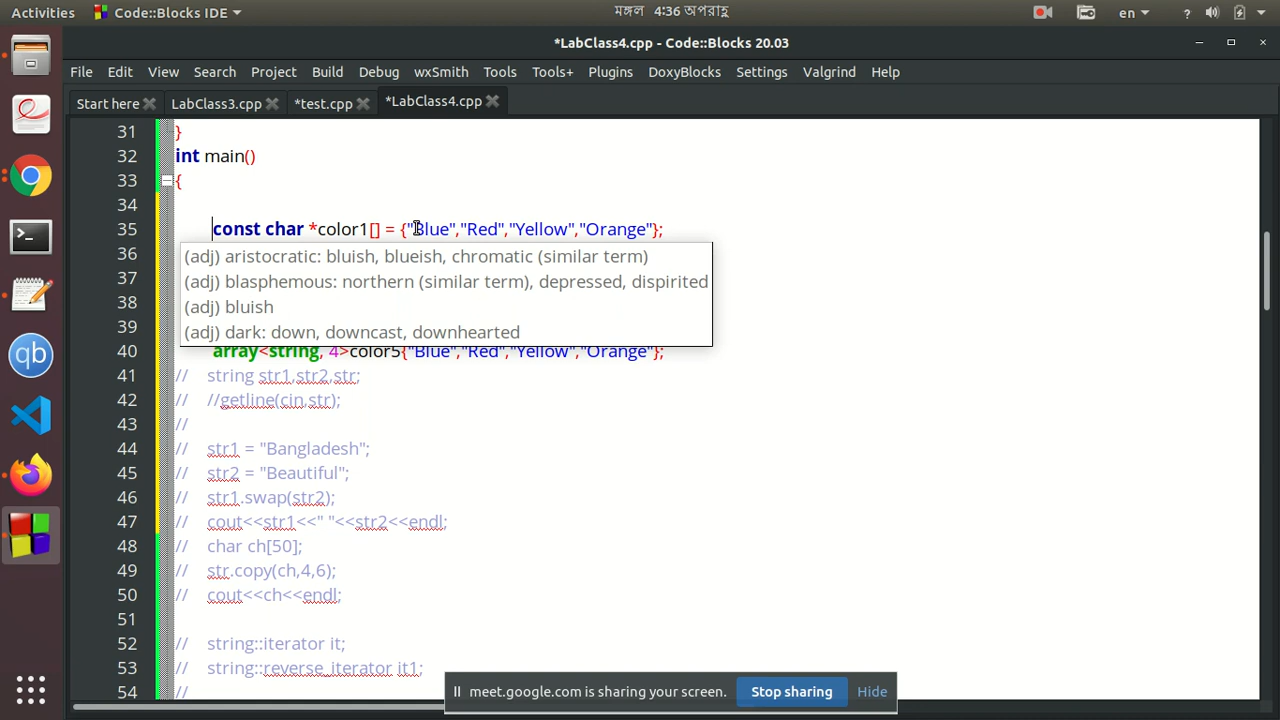 Activities Code::Blocks IDE মঙ্গল 4:36 অপরাহ্ণ en ?
*LabClass4.cpp - Code::Blocks 20.03
File Edit View Search Project Build Debug wxSmith Tools Tools+ Plugins DoxyBlocks Settings Valgrind Help
Start here LabClass3.cpp *test.cpp *LabClass4.cpp
31 }
32 int main()
33 {
34
35 const char *color1[] = {"Blue","Red","Yellow","Orange"};
36 (adj) aristocratic: bluish, blueish, chromatic (similar term)
37 (adj) blasphemous: northern (similar term), depressed, dispirited
38 (adj) bluish
39 (adj) dark: down, downcast, downhearted
40 array<string, 4>color5{"Blue","Red","Yellow","Orange"};
41 // string str1,str2,str;
42 // //getline(cin,str);
43 //
44 // str1 = "Bangladesh";
45 // str2 = "Beautiful";
46 // str1.swap(str2);
47 // cout<<str1<<" "<<str2<<endl;
48 // char ch[50];
49 // str.copy(ch,4,6);
50 // cout<<ch<<endl;
51
52 // string::iterator it;
53 // string::reverse_iterator it1;
54 //
meet.google.com is sharing your screen. Stop sharing Hide
qb